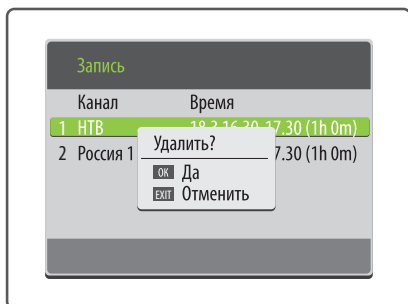 Запись
Канал Время
1 НТВ 18.3 16.30-17.30 (1h 0m)
2 Россия 1 7.30 (1h 0m)
Удалить?
OK Да
EXIT Отменить